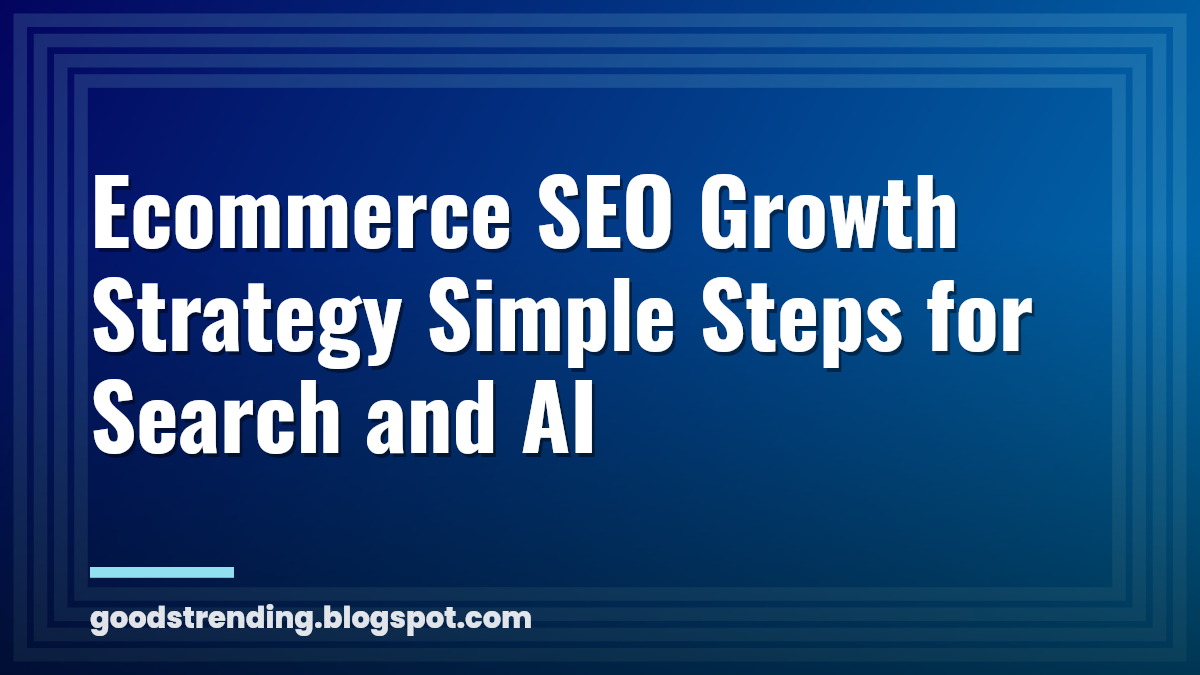 Ecommerce SEO Growth
Strategy Simple Steps for
Search and AI
goodstrending.blogspot.com